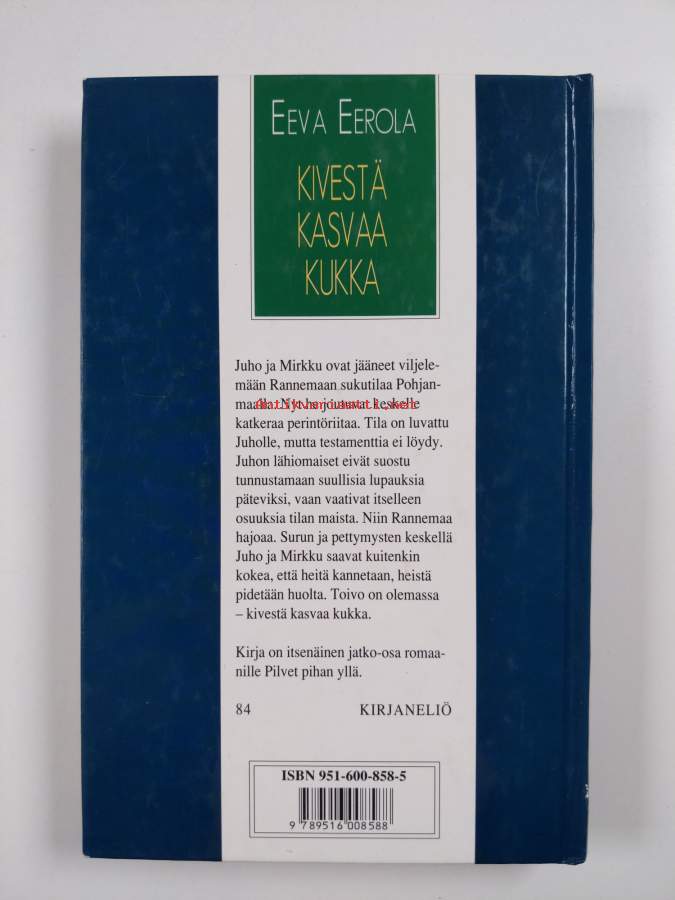 EEVA EEROLA
KIVESTÄ
KASVAA
KUKKA
Juho ja Mirkku ovat jääneet viljele-
mään Rannemaan sukutilaa Pohjan-
maalla. Nyt he joutuvat keskelle
katkeraa perintöriitaa. Tila on luvattu
Juholle, mutta testamenttia ei löydy.
Juhon lähiomaiset eivät suostu
tunnustamaan suullisia lupauksia
päteviksi, vaan vaativat itselleen
osuuksia tilan maista. Niin Rannemaa
hajoaa. Surun ja pettymysten keskellä
Juho ja Mirkku saavat kuitenkin
kokea, että heitä kannetaan, heistä
pidetään huolta. Toivo on olemassa
– kivestä kasvaa kukka.
Kirja on itsenäinen jatko-osa romaa-
nille Pilvet pihan yllä.
84 KIRJANELIÖ
ISBN 951-600-858-5
9 789516 008588